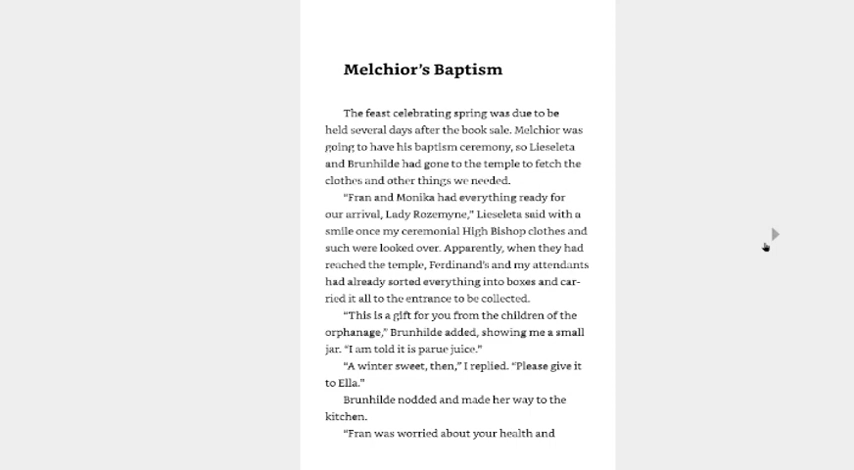 Melchior's Baptism
The feast celebrating spring was due to be
held several days after the book sale. Melchior was
going to have his baptism ceremony, so Lieseleta
and Brunhilde had gone to the temple to fetch the
clothes and other things we needed.
“Fran and Monika had everything ready for
our arrival, Lady Rozemyne,” Lieseleta said with a
smile once my ceremonial High Bishop clothes and
such were looked over. Apparently, when they had
reached the temple, Ferdinand's and my attendants
had already sorted everything into boxes and car-
ried it all to the entrance to be collected.
“This is a gift for you from the children of the
orphanage,” Brunhilde added, showing me a small
jar. “I am told it is parue juice.”
“A winter sweet, then,” I replied. “Please give it
to Ella.”
Brunhilde nodded and made her way to the
kitchen.
“Fran was worried about your health and